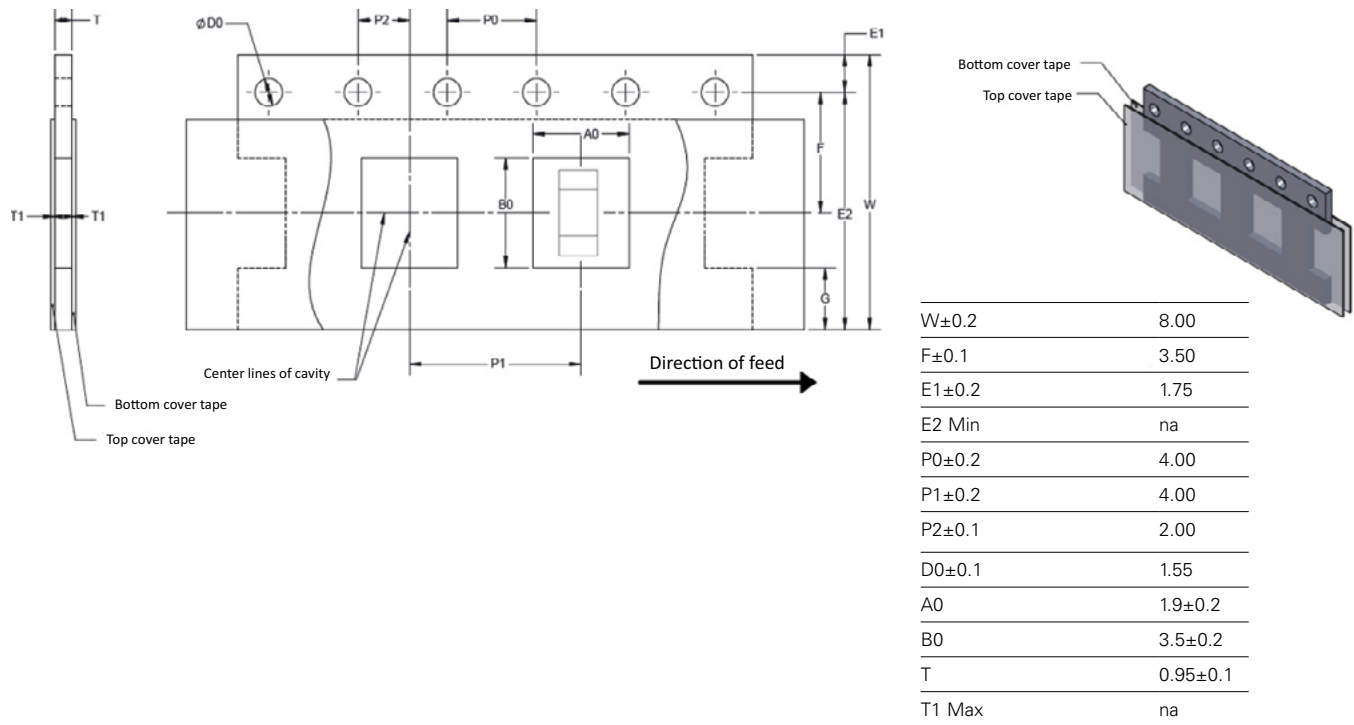 T
ϕD0
P2
P0
E1
A0
F
T1
T1
B0
E2
W
G
P1
Center lines of cavity
Direction of feed
Bottom cover tape
Top cover tape
Bottom cover tape
Top cover tape
W±0.2 8.00
F±0.1 3.50
E1±0.2 1.75
E2 Min na
P0±0.2 4.00
P1±0.2 4.00
P2±0.1 2.00
D0±0.1 1.55
A0 1.9±0.2
B0 3.5±0.2
T 0.95±0.1
T1 Max na